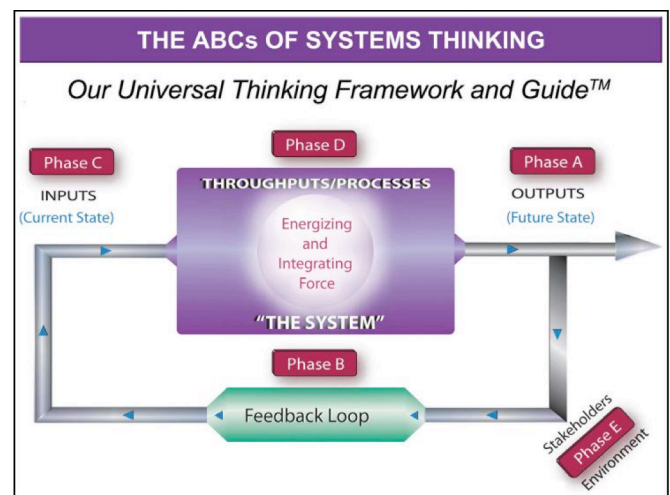 THE ABCs OF SYSTEMS THINKING
Our Universal Thinking Framework and Guide™
Phase C
Phase D
Phase A
INPUTS
(Current State)
THROUGHPUTS/PROCESSES
OUTPUTS
(Future State)
Energizing
and
Integrating
Force
"THE SYSTEM"
Phase B
Feedback Loop
Stakeholders
Phase E
Environment